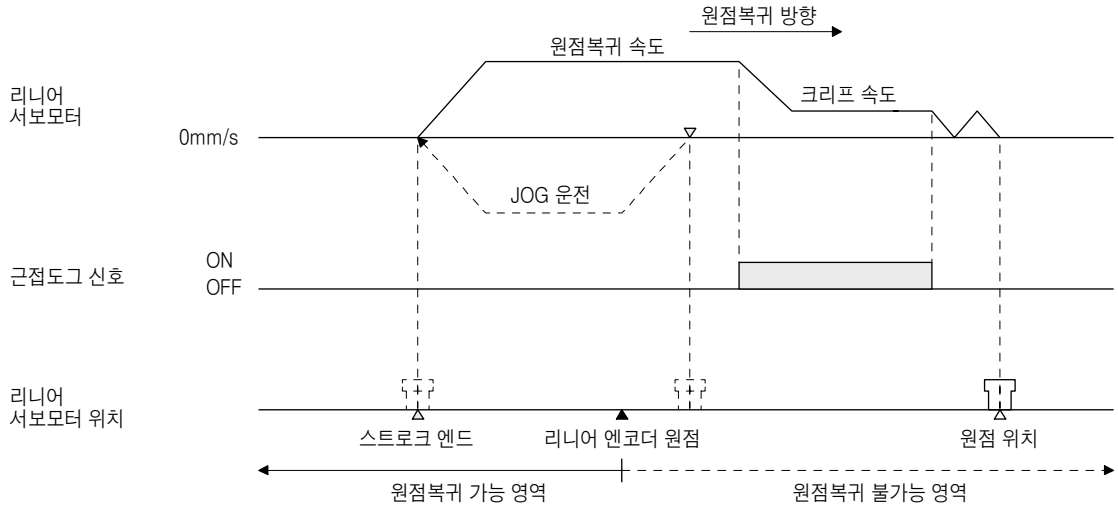 원점복귀 방향
원점복귀 속도
크리프 속도
리니어
서보모터
0mm/s
JOG 운전
근접도그 신호
ON
OFF
리니어
서보모터 위치
스트로크 엔드
리니어 엔코더 원점
원점 위치
원점복귀 가능 영역
원점복귀 불가능 영역